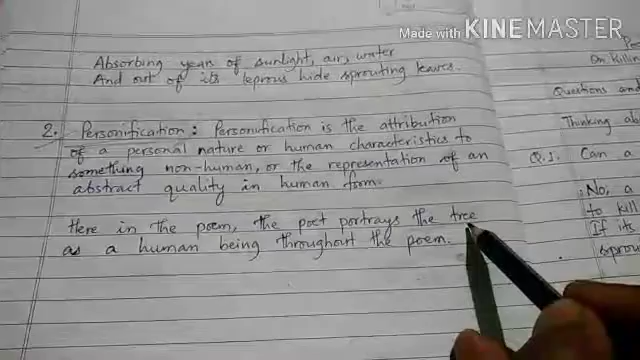 Made with KINEMASTER
Absorbing years of sunlight, air, water
And out of its leprous hide sprouting leaves.
2. Personification: Personification is the attribution
of a personal nature or human characteristics to
something non-human, or the representation of an
abstract quality in human form.
Here in the poem, the poet portrays the tree
as a human being throughout the poem.
On Killin
Questions and
Thinking ab
Q.1. Can a
No, a
to kill
If its
sprou